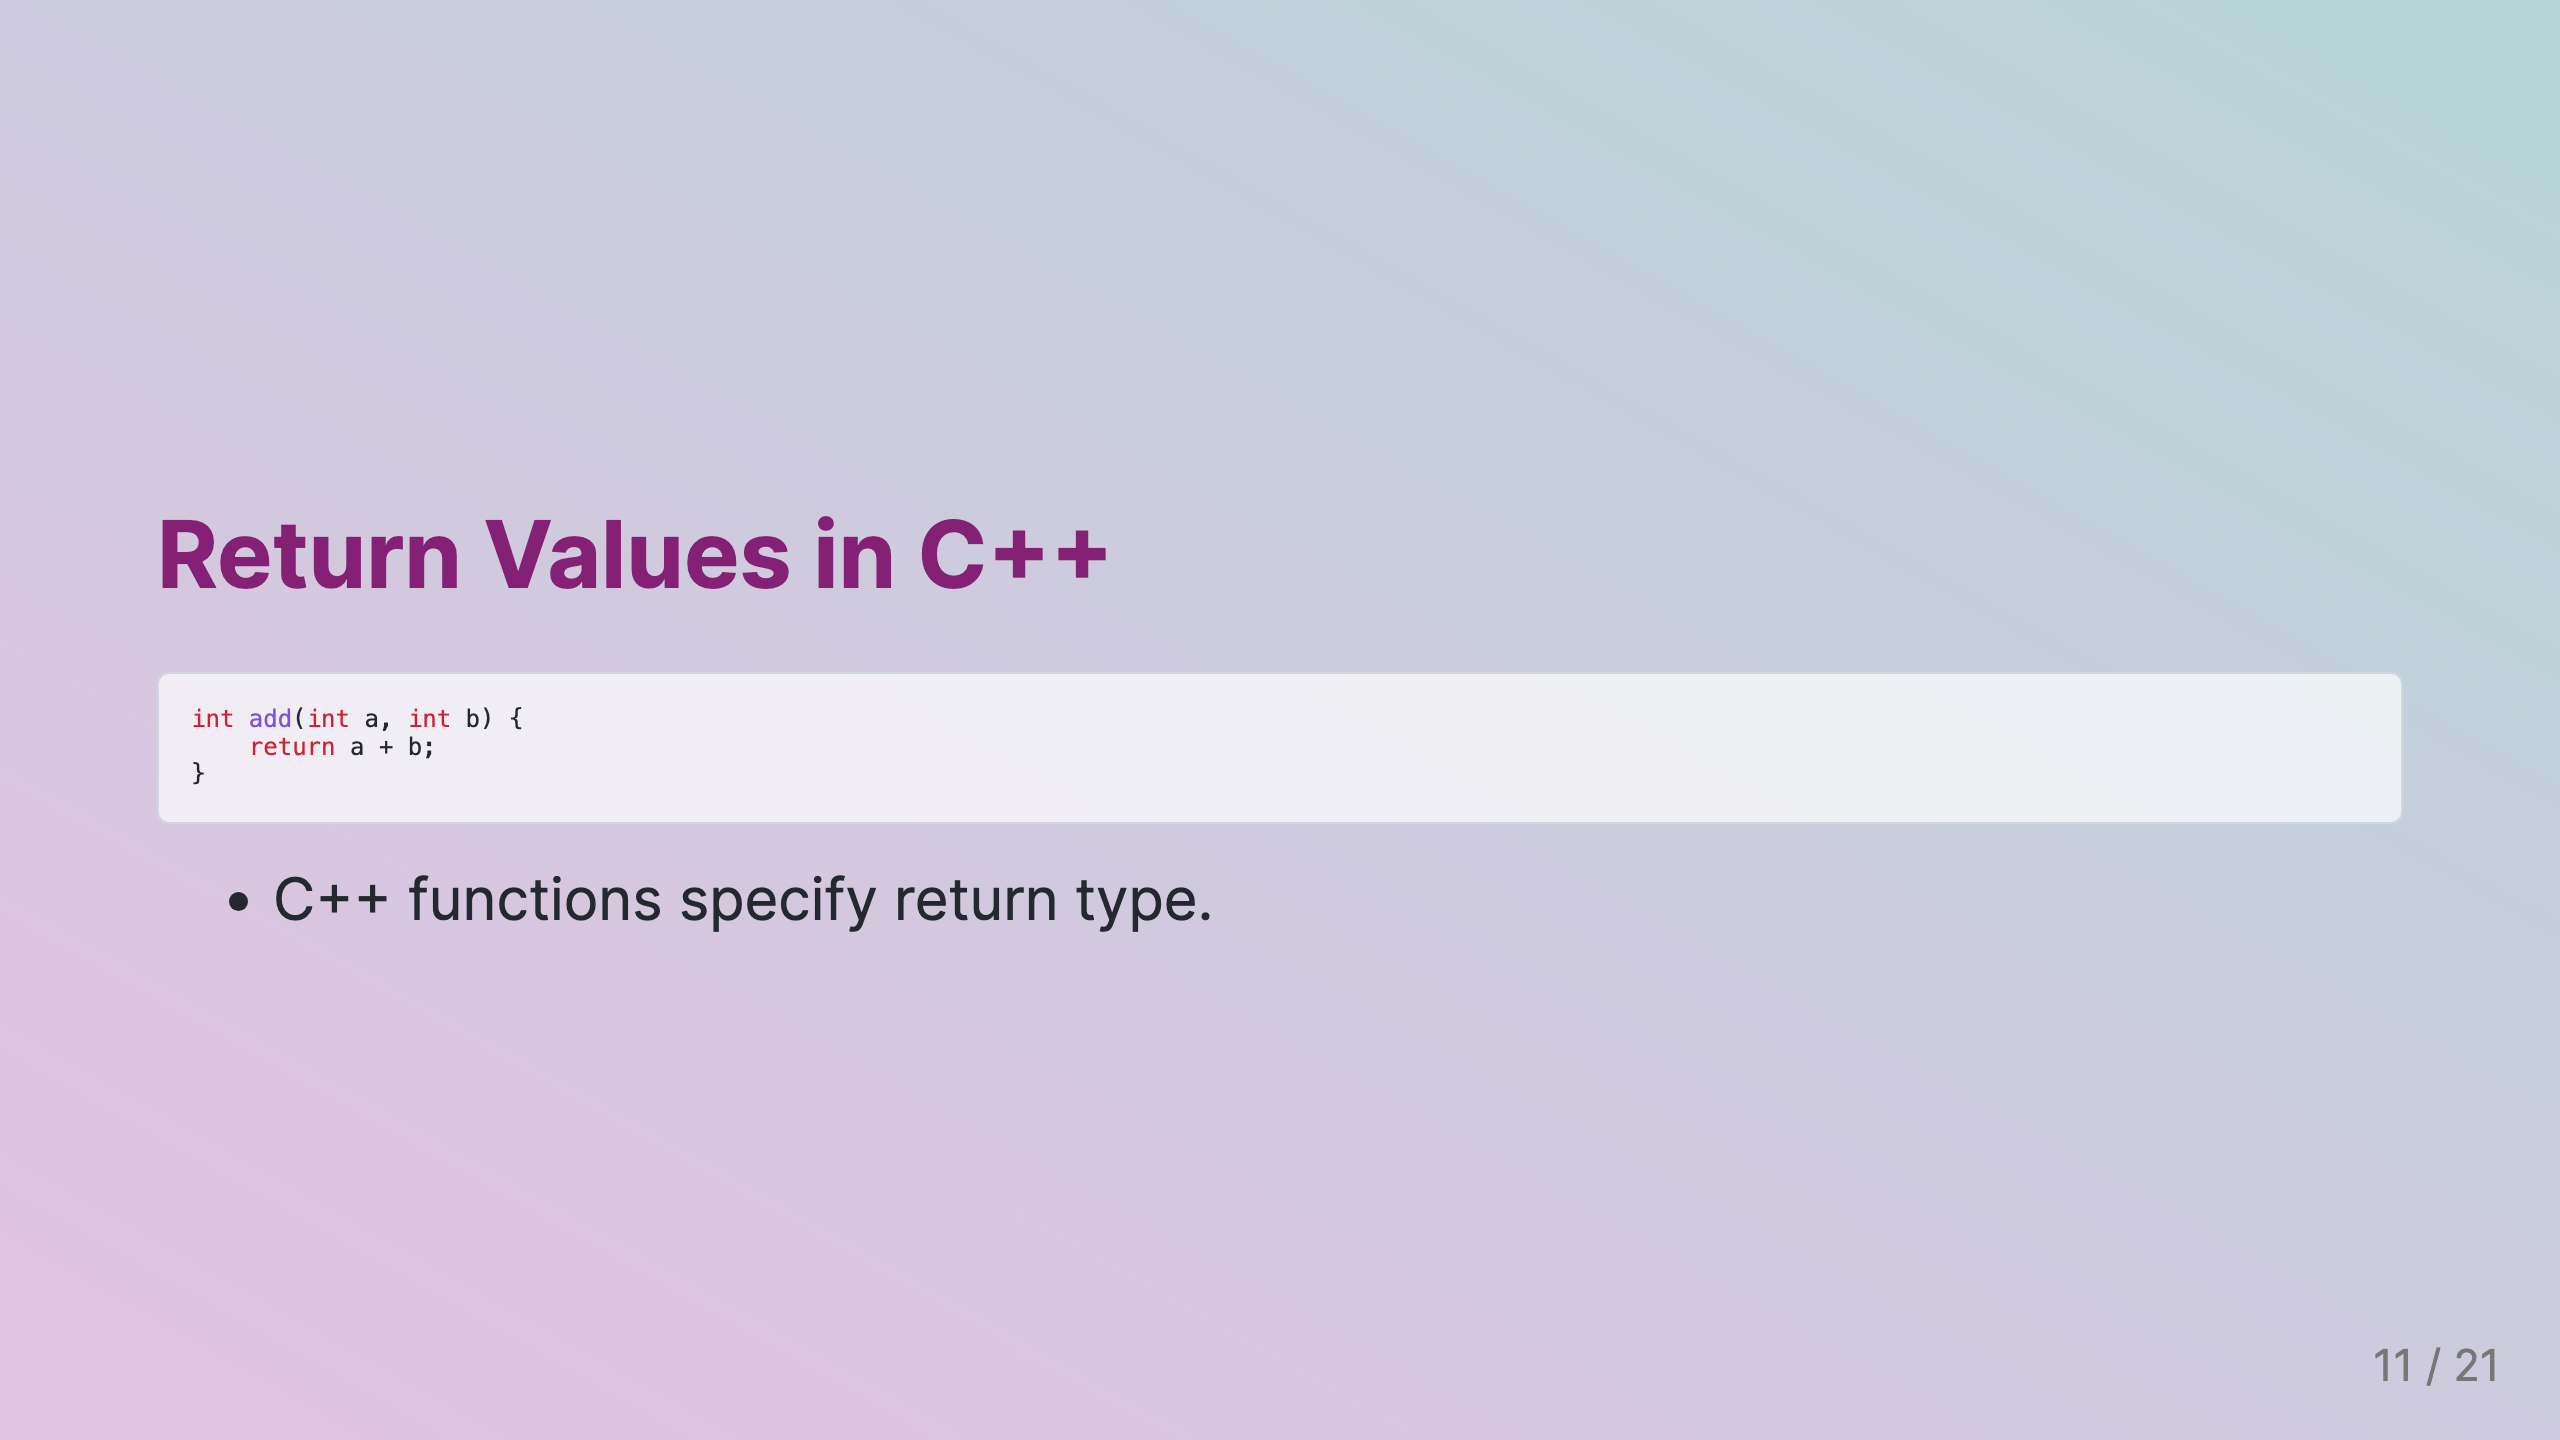 Return Values in C++
int add(int a, int b) {
    return a + b;
}
• C++ functions specify return type.
11 / 21